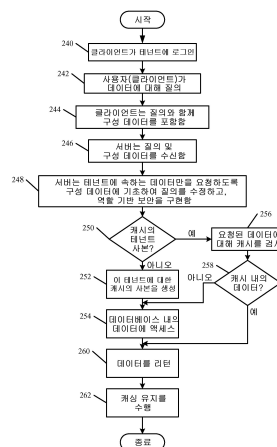 시작
240
클라이언트가 테넌트에 로그인
242
사용자(클라이언트)가
데이터에 대해 질의
244
클라이언트는 질의와 함께
구성 데이터를 포함함
246
서버는 질의 및
구성 데이터를 수신함
248
서버는 테넌트에 속하는 데이터만을 요청하도록
구성 데이터에 기초하여 질의를 수정하고,
역할 기반 보안을 구현함
250
캐시의
테넌트
사본?
예
256
요청된 데이터에
대해 캐시를 검사
아니오
252
이 테넌트에 대한
캐시의 사본을 생성
258
캐시 내의
데이터?
아니오
예
254
데이터베이스 내의
데이터에 액세스
260
데이터를 리턴
262
캐싱 유지를
수행
종료